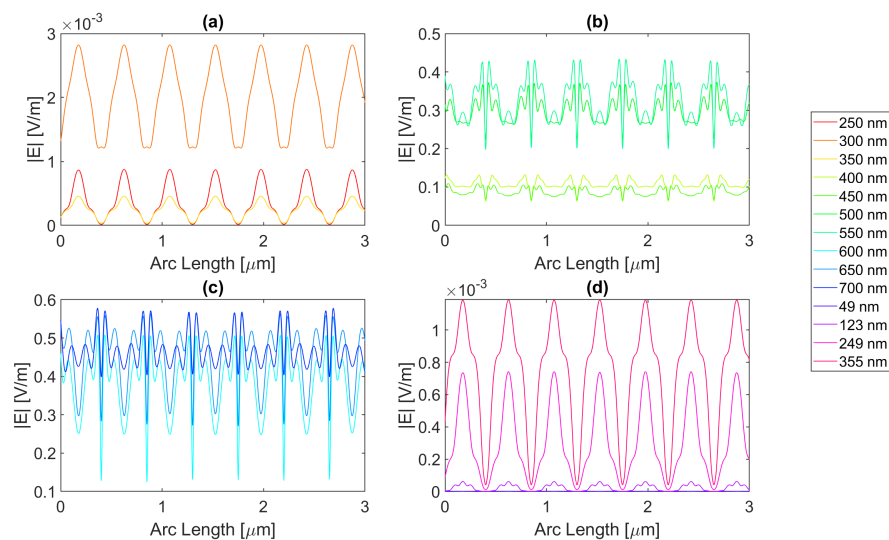 (a)
×10⁻³
3
2
1
0
|E| [V/m]
0 1 2 3
Arc Length [μm]
(b)
0.5
0.4
0.3
0.2
0.1
0
|E| [V/m]
0 1 2 3
Arc Length [μm]
(c)
0.6
0.5
0.4
0.3
0.2
0.1
|E| [V/m]
0 1 2 3
Arc Length [μm]
(d)
×10⁻³
1
0.8
0.6
0.4
0.2
0
|E| [V/m]
0 1 2 3
Arc Length [μm]
250 nm
300 nm
350 nm
400 nm
450 nm
500 nm
550 nm
600 nm
650 nm
700 nm
49 nm
123 nm
249 nm
355 nm